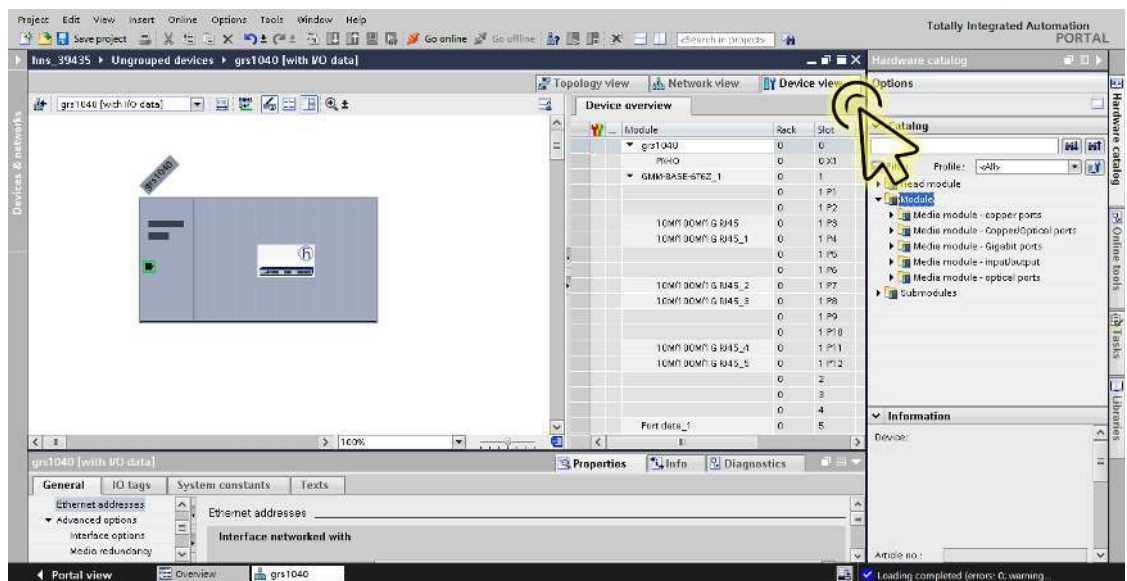 Project Edit View Insert Online Options Tools Window Help
Totally Integrated Automation
PORTAL
Save project
Go online
Go offline
<Search in project>
hns_39435 ▸ Ungrouped devices ▸ grs1040 [with I/O data]
Hardware catalog
Topology view
Network view
Device view
Options
grs1040 [with I/O data]
Device overview
Module Rack Slot
grs1040 0 0
PN-IO 0 0 X1
GMM-BASE-6T6Z_1 0 1
0 1 P1
0 1 P2
10M/100M/1G RJ45 0 1 P3
10M/100M/1G RJ45_1 0 1 P4
0 1 P5
0 1 P6
10M/100M/1G RJ45_2 0 1 P7
10M/100M/1G RJ45_3 0 1 P8
0 1 P9
0 1 P10
10M/100M/1G RJ45_4 0 1 P11
10M/100M/1G RJ45_5 0 1 P12
0 2
0 3
0 4
Port data_1 0 5
grs1040
Catalog
Profile: <All>
Head module
Module
Media module - copper ports
Media module - Copper/Optical ports
Media module - Gigabit ports
Media module - input/output
Media module - optical ports
Submodules
Information
Device:
Article no.:
Devices & networks
Hardware catalog
Online tools
Tasks
Libraries
100%
grs1040 [with I/O data]
Properties
Info
Diagnostics
General
IO tags
System constants
Texts
Ethernet addresses
Advanced options
Interface options
Media redundancy
Ethernet addresses
Interface networked with
Portal view
Overview
grs1040
Loading completed (errors: 0; warning...